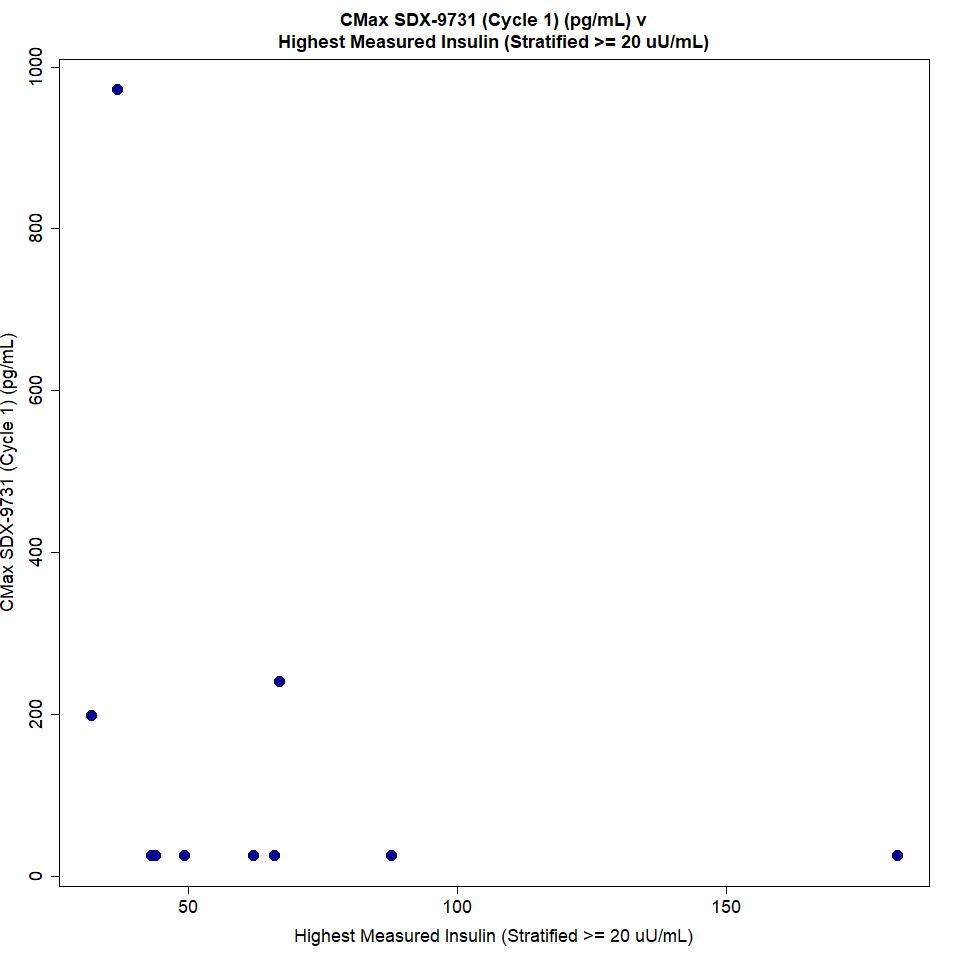 CMax SDX-9731 (Cycle 1) (pg/mL) v
Highest Measured Insulin (Stratified >= 20 uU/mL)
CMax SDX-9731 (Cycle 1) (pg/mL)
1000
800
600
400
200
0
50
100
150
Highest Measured Insulin (Stratified >= 20 uU/mL)